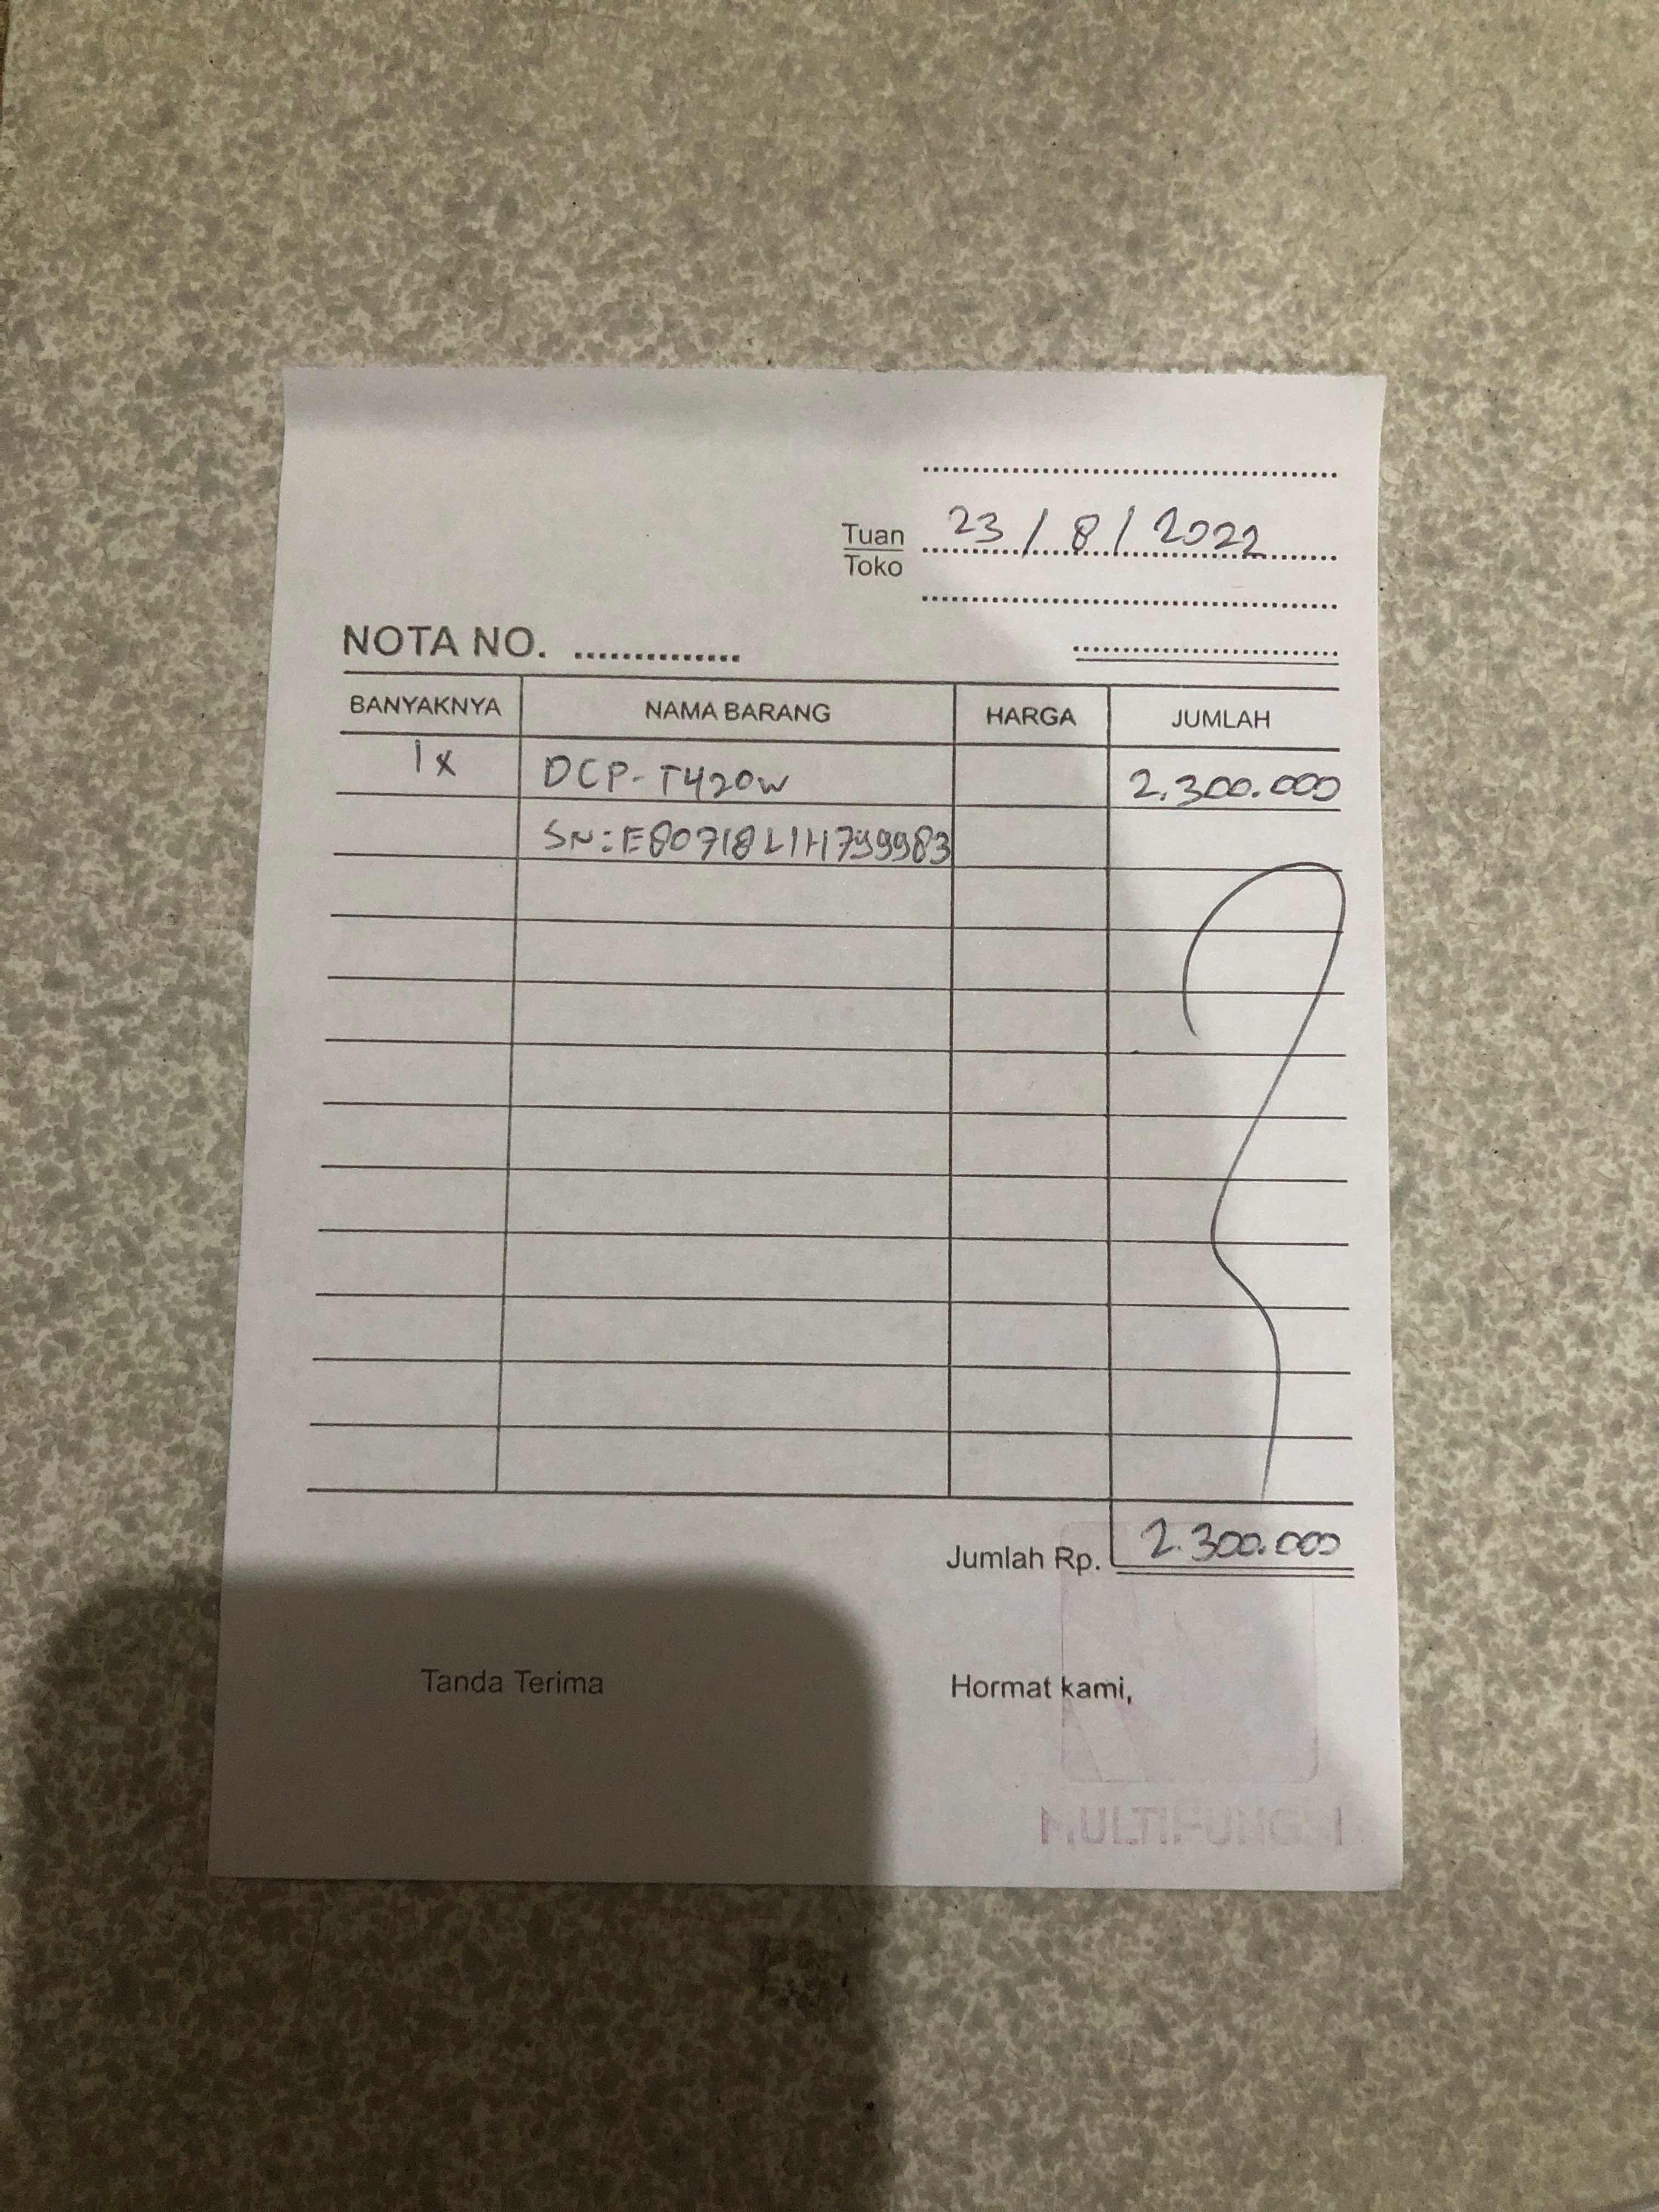 Tuan
Toko
23/8/2022
NOTA NO. ..............
BANYAKNYA NAMA BARANG HARGA JUMLAH
1x DCP-T420W 2.300.000
SN: E80718L1H799983
Jumlah Rp. 2.300.000
Tanda Terima Hormat kami,
MULTIFUNGSI